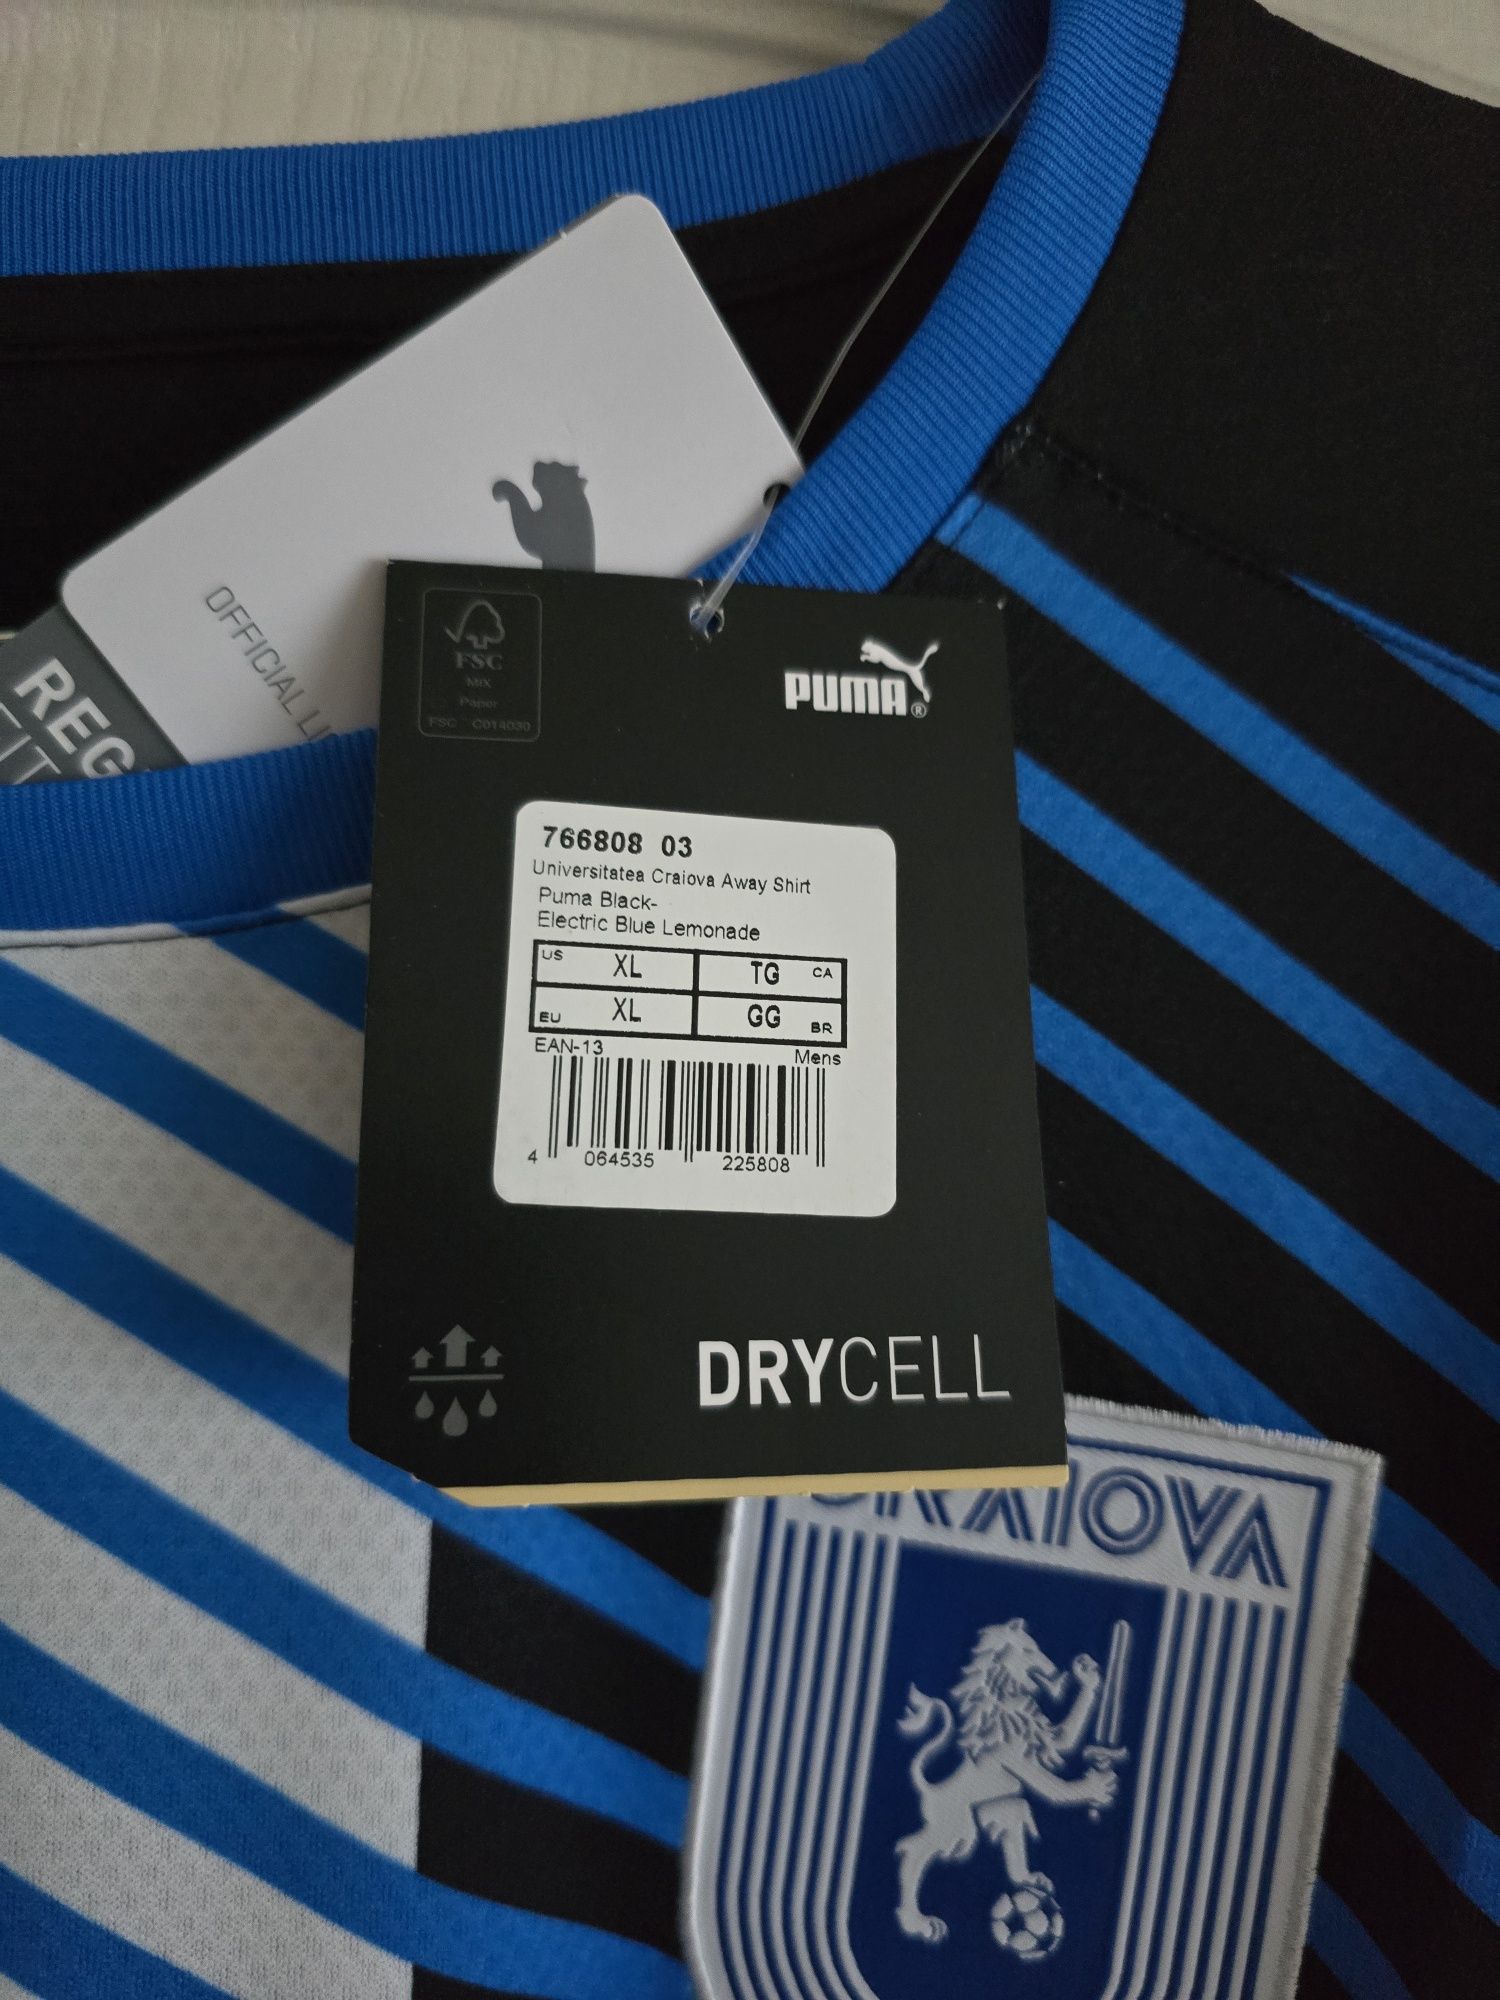 OFFICIAL LI
REG
FSC
MIX
Paper
FSC® C014030
PUMA®
766808 03
Universitatea Craiova Away Shirt
Puma Black-
Electric Blue Lemonade
US XL TG CA
EU XL GG BR
EAN-13 Mens
4 064535 225808
DRYCELL
CRAIOVA